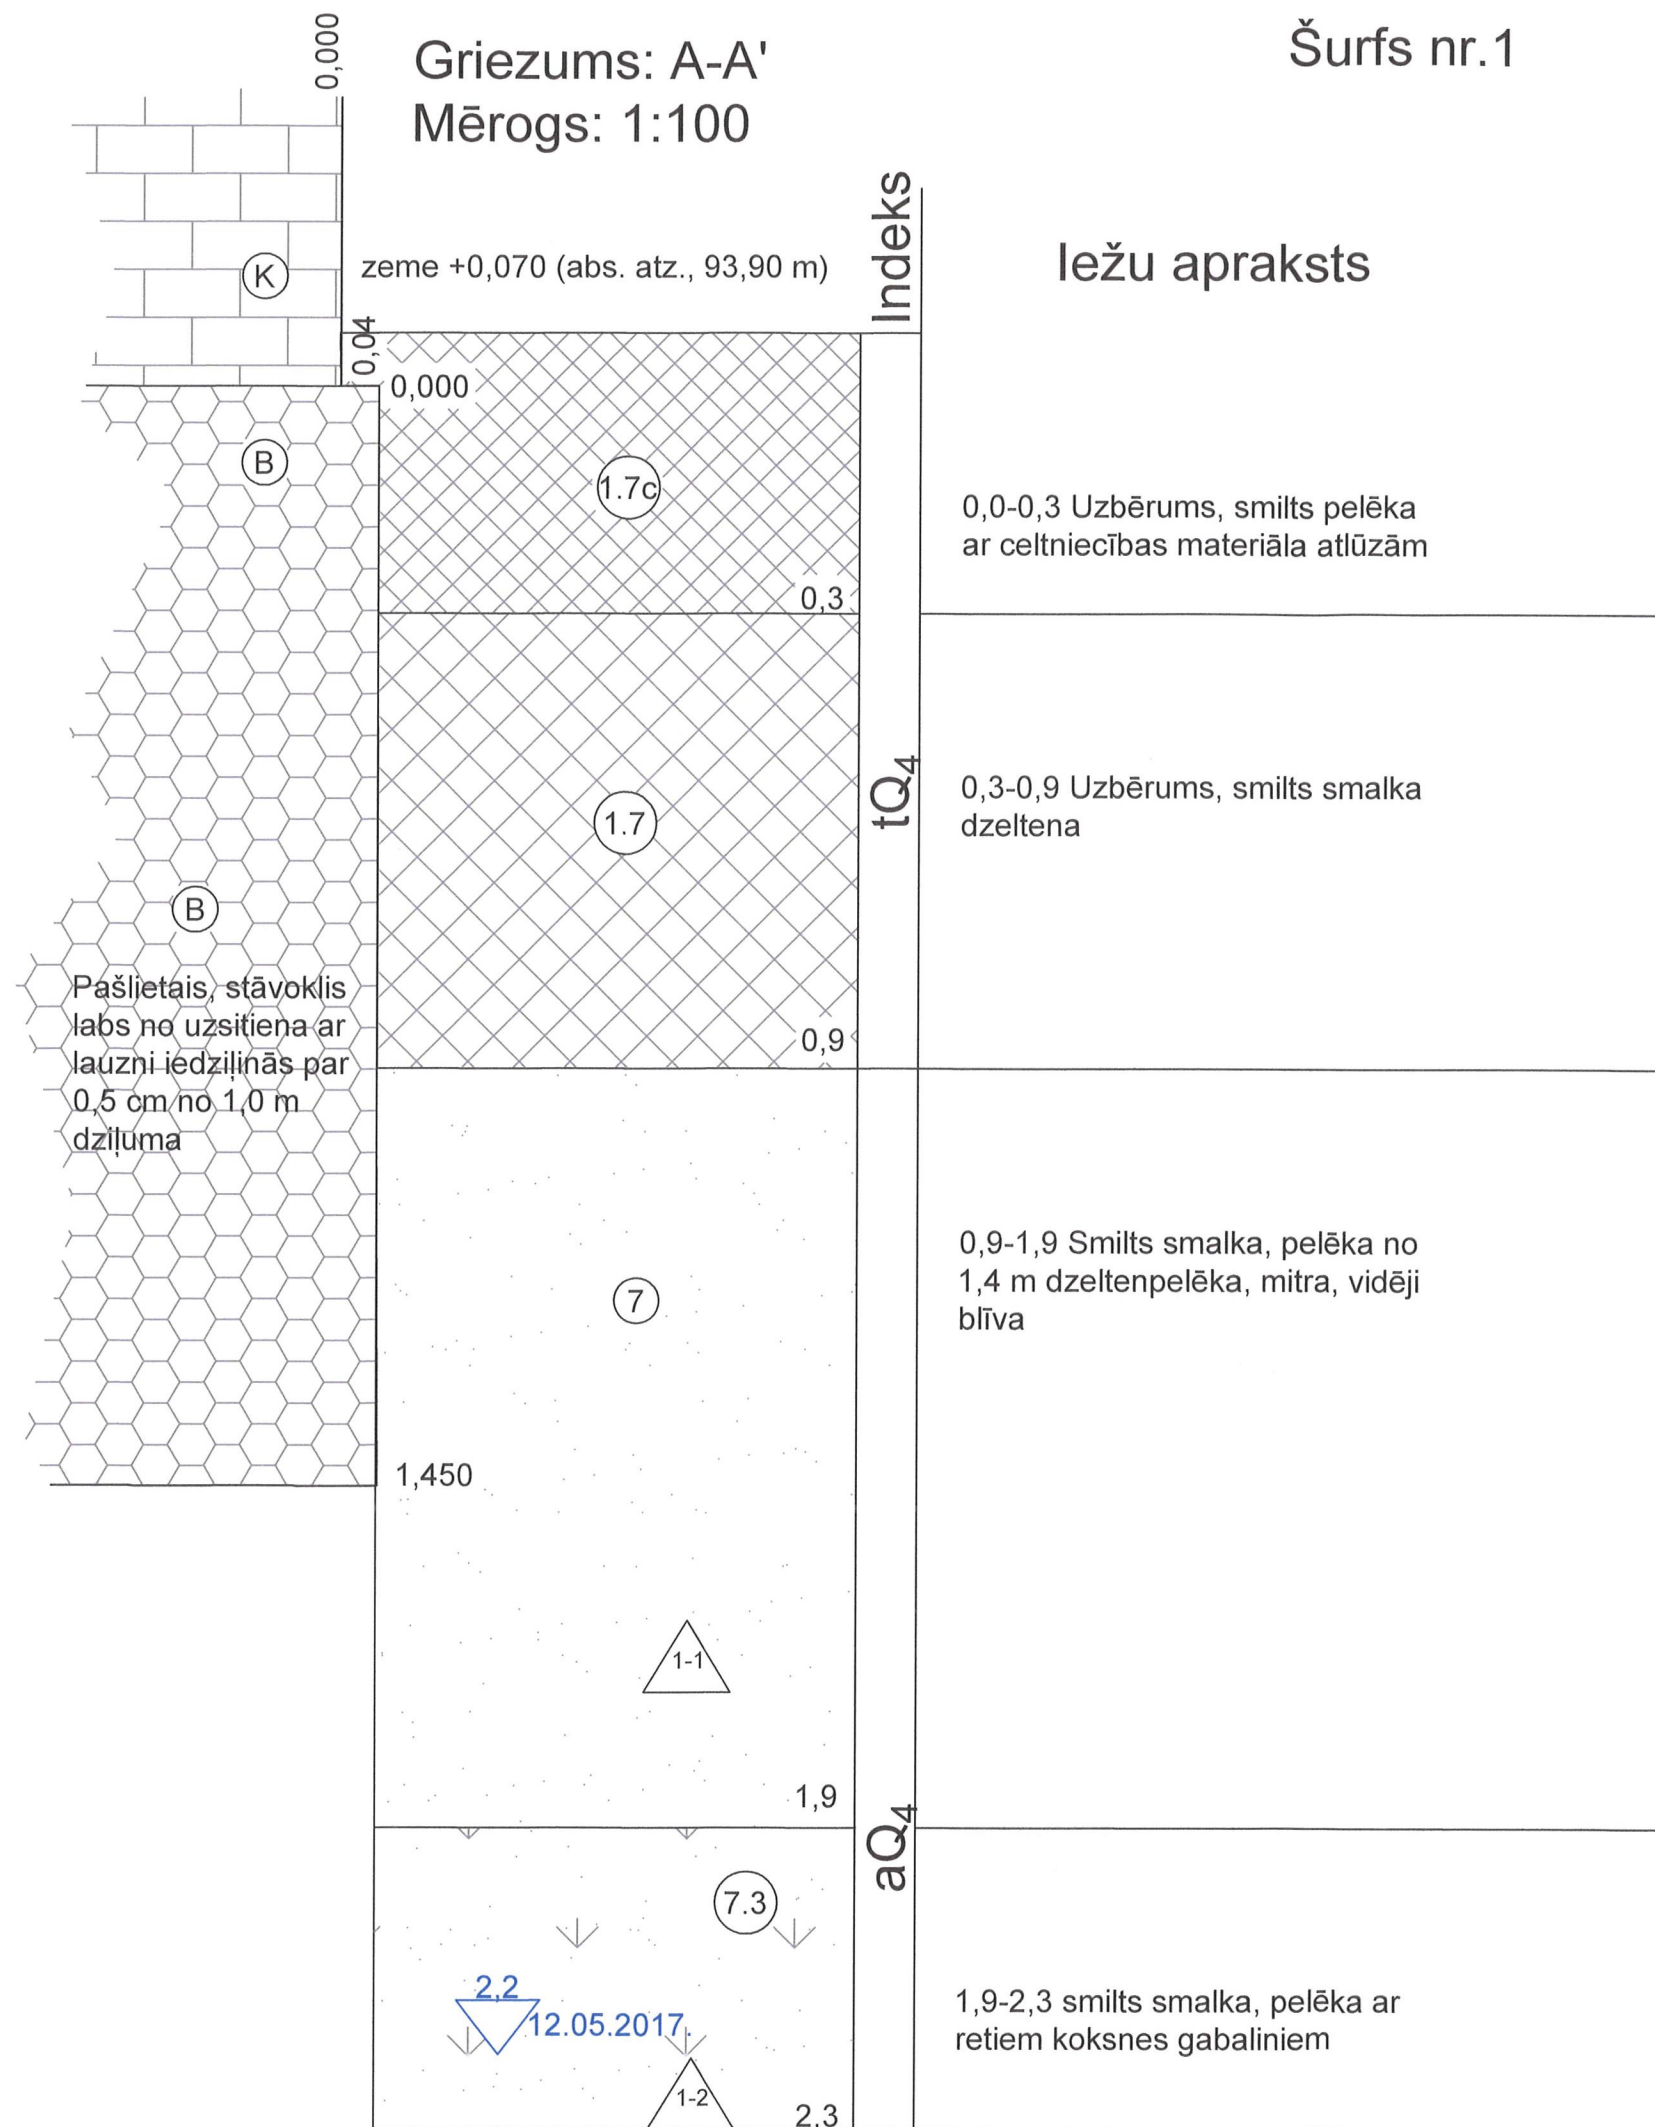 0,000
Griezums: A-A'
Mērogs: 1:100
Šurfs nr.1
K
zeme +0,070 (abs. atz., 93,90 m)
Indeks
Iežu apraksts
0,04
0,000
B
1.7c
0,0-0,3 Uzbērums, smilts pelēka
ar celtniecības materiāla atlūzām
0,3
1.7
tQ4
0,3-0,9 Uzbērums, smilts smalka
dzeltena
B
Pašlietais, stāvoklis
labs no uzsitiena ar
lauzni iedziļinās par
0,5 cm no 1,0 m
dziļuma
0,9
7
0,9-1,9 Smilts smalka, pelēka no
1,4 m dzeltenpelēka, mitra, vidēji
blīva
1,450
1-1
1,9
aQ4
7.3
2,2
12.05.2017.
1,9-2,3 smilts smalka, pelēka ar
retiem koksnes gabaliniem
1-2
2,3